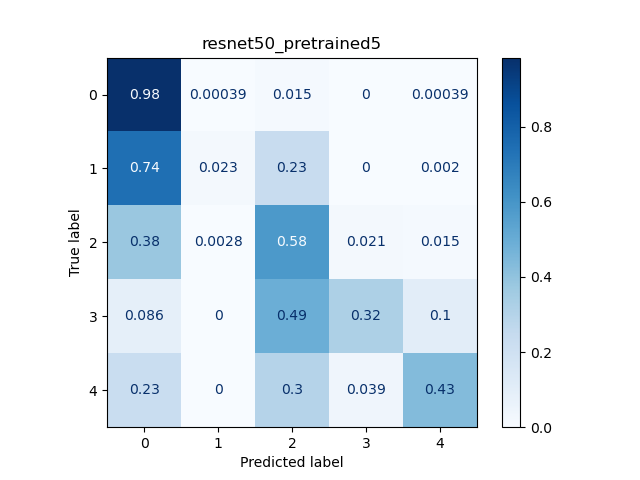 resnet50_pretrained5
0 0.98 0.00039 0.015 0 0.00039
1 0.74 0.023 0.23 0 0.002
2 0.38 0.0028 0.58 0.021 0.015
3 0.086 0 0.49 0.32 0.1
4 0.23 0 0.3 0.039 0.43
0 1 2 3 4
Predicted label
True label
0.8
0.6
0.4
0.2
0.0